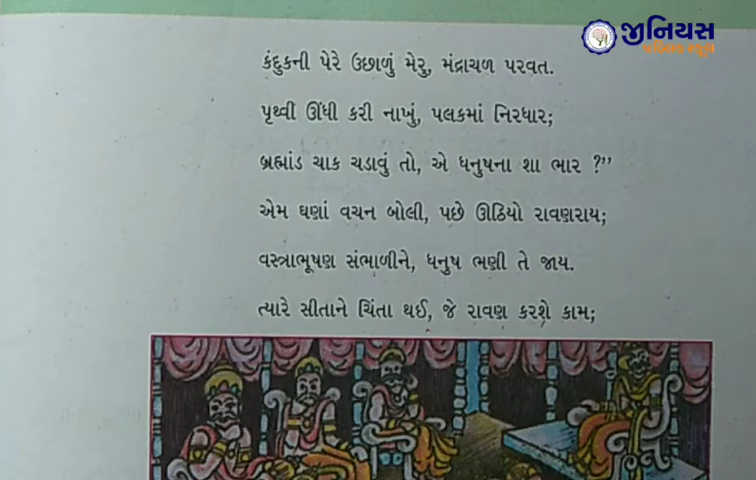 જીનિયસ
કંદુકની પેરે ઉછાળું મેરુ, મંદ્રાચળ પરવત.
પૃથ્વી ઊંધી કરી નાખું, પલકમાં નિરધાર;
બ્રહ્માંડ ચાક ચડાવું તો, એ ધનુષના શા ભાર ?”
એમ ઘણાં વચન બોલી, પછે ઊઠિયો રાવણરાય;
વસ્ત્રાભૂષણ સંભાળીને, ધનુષ ભણી તે જાય.
ત્યારે સીતાને ચિંતા થઈ, જે રાવણ કરશે કામ;